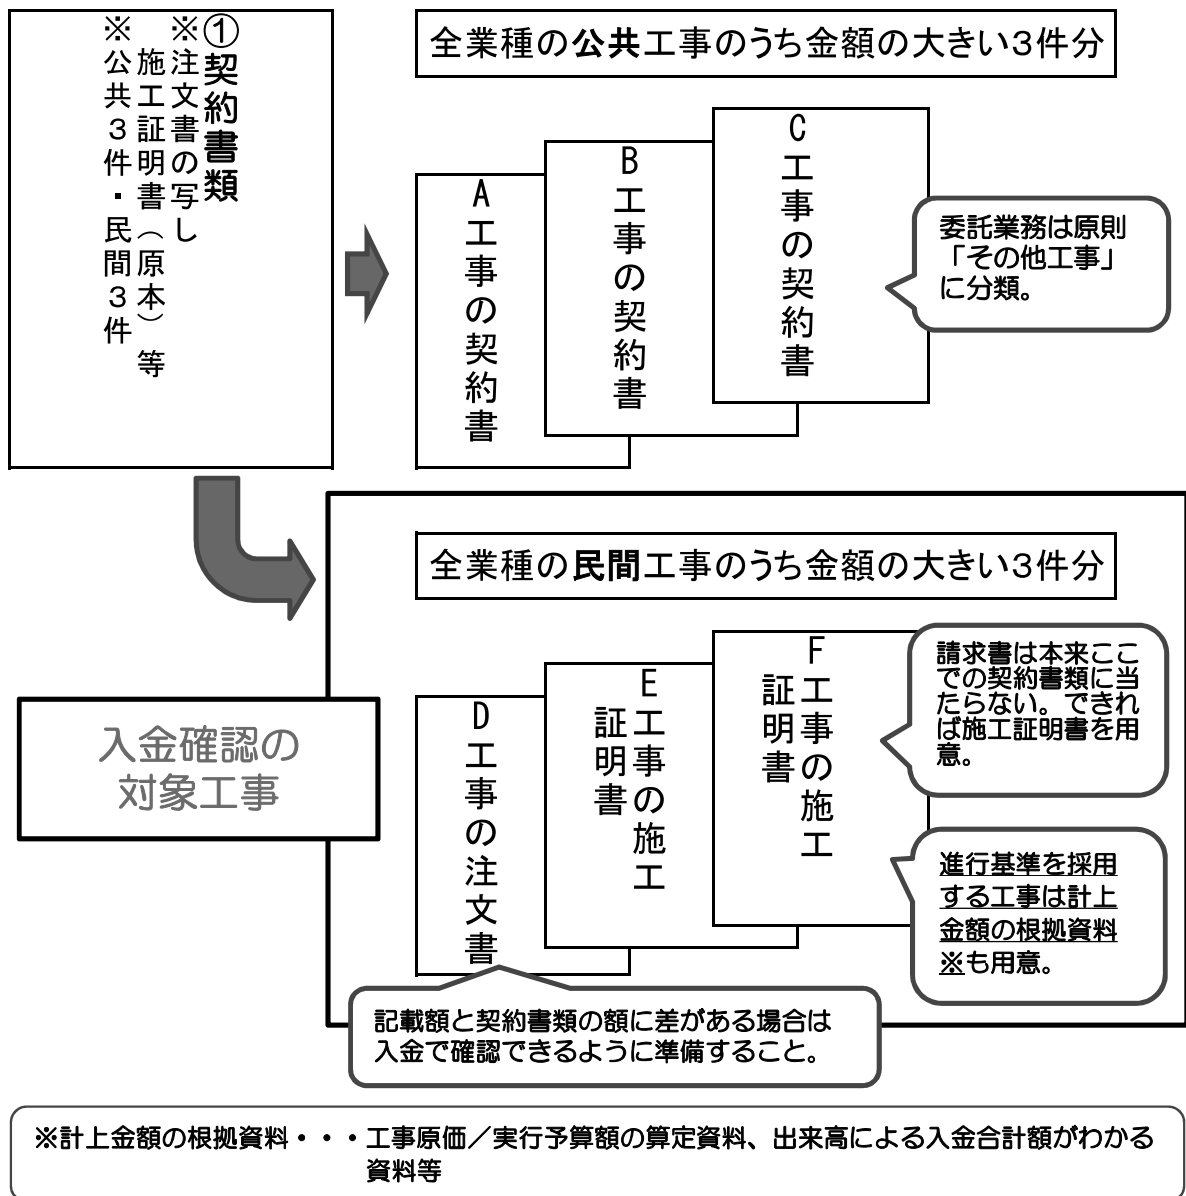 ①契約書類
※注文書の写し
施工証明書（原本）等
※公共３件・民間３件
全業種の公共工事のうち金額の大きい３件分
A工事の契約書
B工事の契約書
C工事の契約書
委託業務は原則
「その他工事」
に分類。
全業種の民間工事のうち金額の大きい３件分
入金確認の
対象工事
D工事の注文書
E工事の施工
証明書
F工事の施工
証明書
請求書は本来ここ
での契約書類に当
たらない。できれ
ば施工証明書を用
意。
進行基準を採用
する工事は計上
金額の根拠資料
※も用意。
記載額と契約書類の額に差がある場合は
入金で確認できるように準備すること。
※計上金額の根拠資料・・・工事原価／実行予算額の算定資料、出来高による入金合計額がわかる
資料等